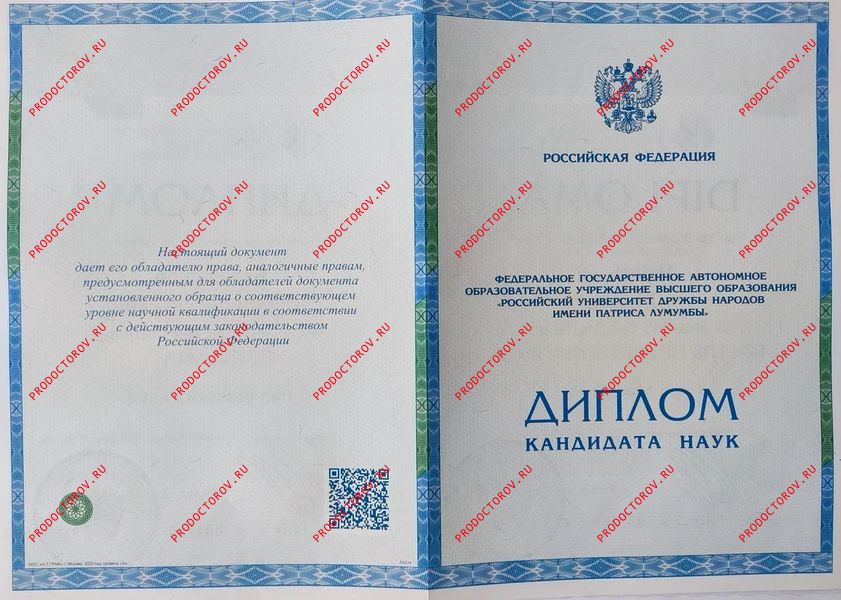 Настоящий документ
дает его обладателю права, аналогичные правам,
предусмотренным для обладателей документа
установленного образца о соответствующем
уровне научной квалификации в соответствии
с действующим законодательством
Российской Федерации
РОССИЙСКАЯ ФЕДЕРАЦИЯ
ФЕДЕРАЛЬНОЕ ГОСУДАРСТВЕННОЕ АВТОНОМНОЕ
ОБРАЗОВАТЕЛЬНОЕ УЧРЕЖДЕНИЕ ВЫСШЕГО ОБРАЗОВАНИЯ
«РОССИЙСКИЙ УНИВЕРСИТЕТ ДРУЖБЫ НАРОДОВ
ИМЕНИ ПАТРИСА ЛУМУМБЫ»
ДИПЛОМ
КАНДИДАТА НАУК
PRODOCTOROV.RU